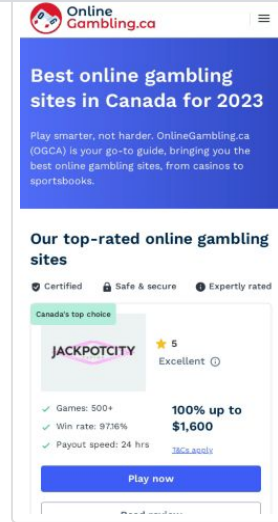 Online
Gambling.ca
Best online gambling
sites in Canada for 2023
Play smarter, not harder. OnlineGambling.ca
(OGCA) is your go-to guide, bringing you the
best online gambling sites, from casinos to
sportsbooks.
Our top-rated online gambling
sites
Certified Safe & secure Expertly rated
Canada's top choice
JACKPOTCITY
5
Excellent
Games: 500+
Win rate: 97.16%
Payout speed: 24 hrs
100% up to
$1,600
T&Cs apply
Play now
Read review